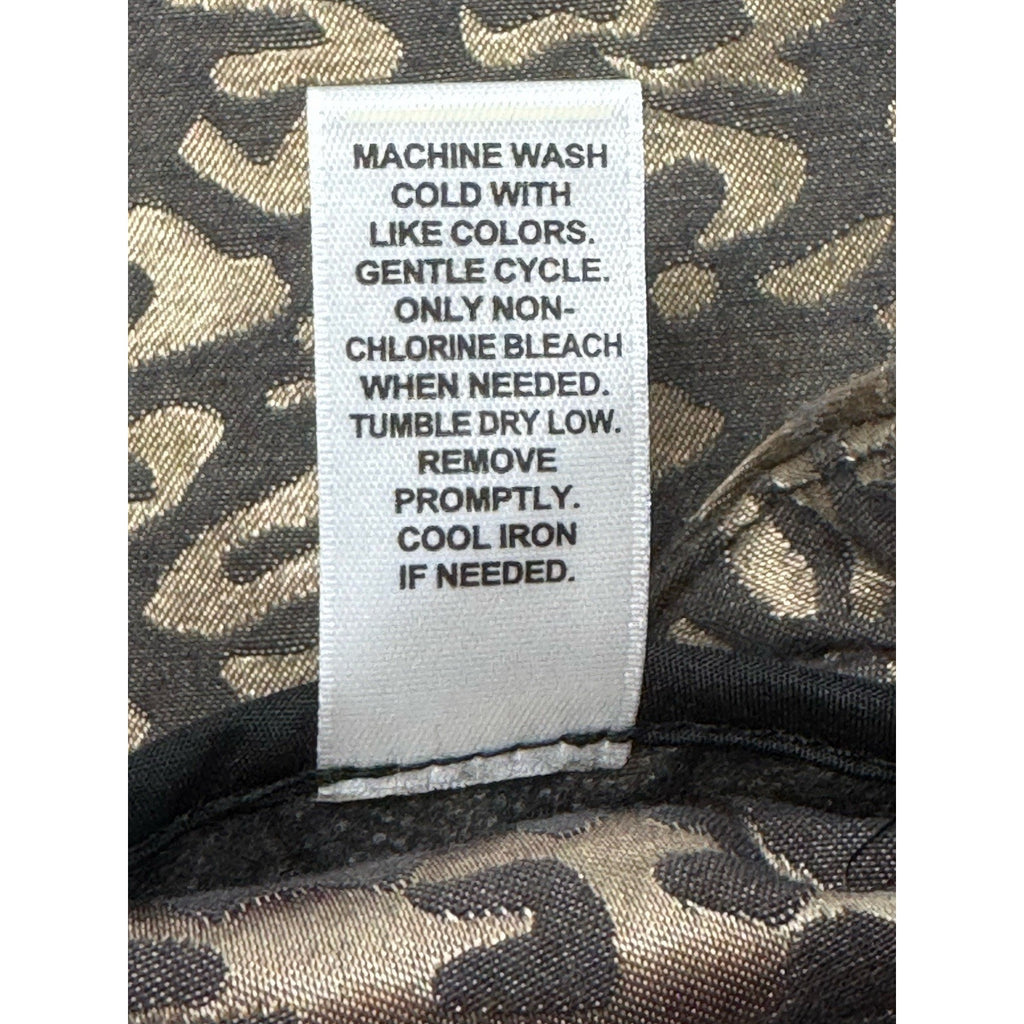 MACHINE WASH
COLD WITH
LIKE COLORS.
GENTLE CYCLE.
ONLY NON-
CHLORINE BLEACH
WHEN NEEDED.
TUMBLE DRY LOW.
REMOVE
PROMPTLY.
COOL IRON
IF NEEDED.